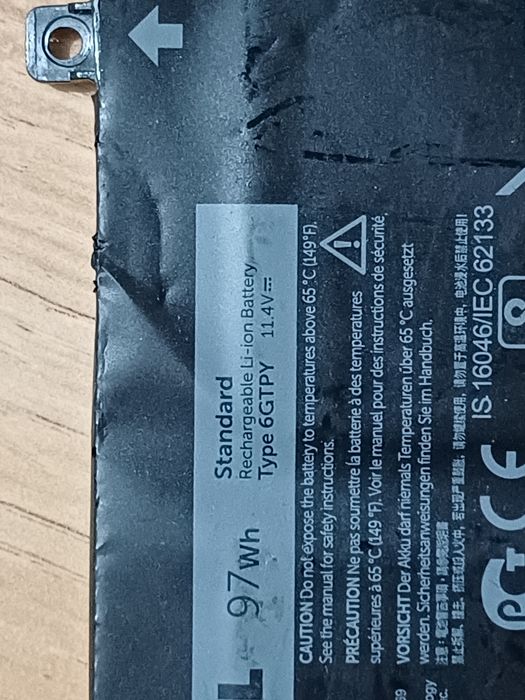 L 97Wh
Standard
Rechargeable Li-ion Battery
Type 6GTPY 11.4V⎓
CAUTION Do not expose the battery to temperatures above 65 °C (149 °F).
See the manual for safety instructions.
PRÉCAUTION Ne pas soumettre la batterie à des températures
supérieures à 65 °C (149 °F). Voir le manuel pour des instructions de sécurité.
VORSICHT Der Akku darf niemals Temperaturen über 65 °C ausgesetzt
werden. Sicherheitsanweisungen finden Sie im Handbuch.
IS 16046/IEC 62133
CE